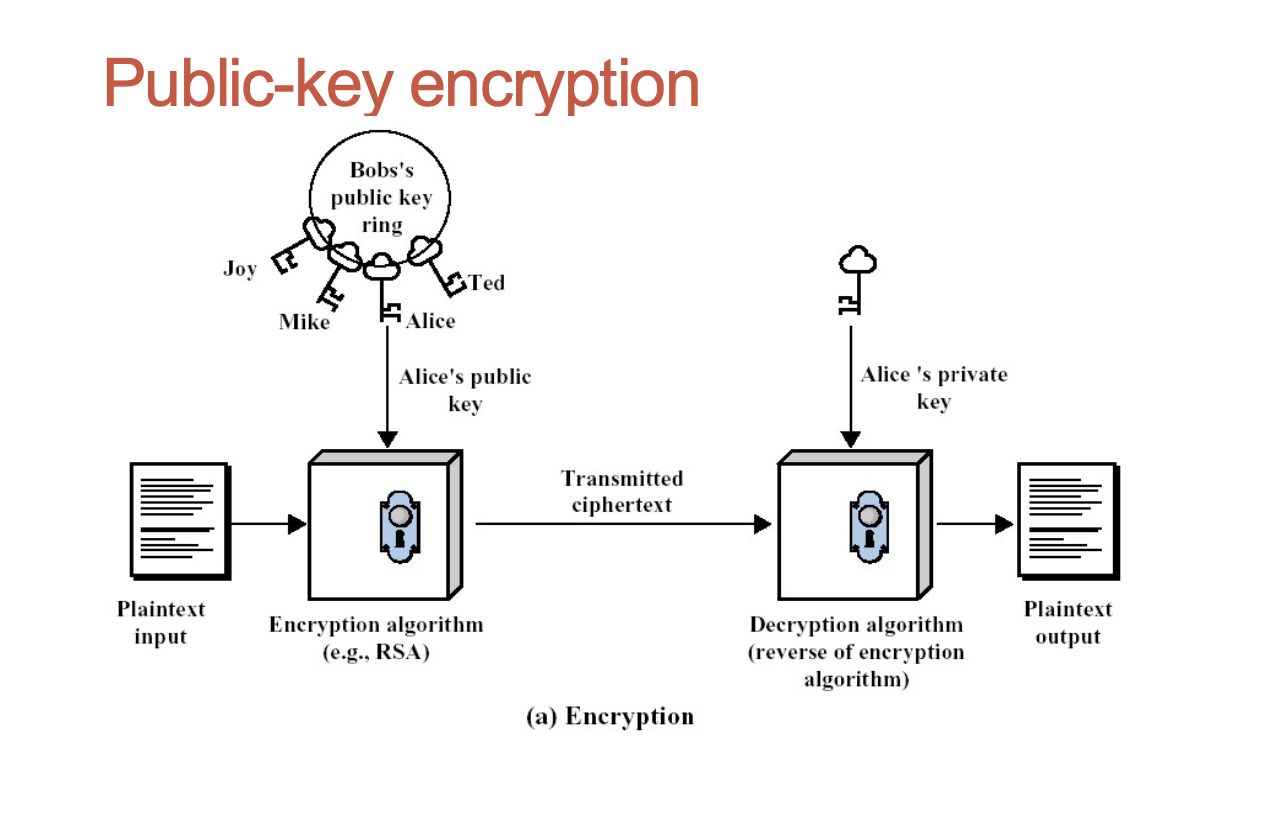 Public-key encryption
Bobs's
public key
ring
Joy
Mike
Alice
Ted
Alice's public
key
Alice 's private
key
Transmitted
ciphertext
Plaintext
input
Encryption algorithm
(e.g., RSA)
Decryption algorithm
(reverse of encryption
algorithm)
Plaintext
output
(a) Encryption